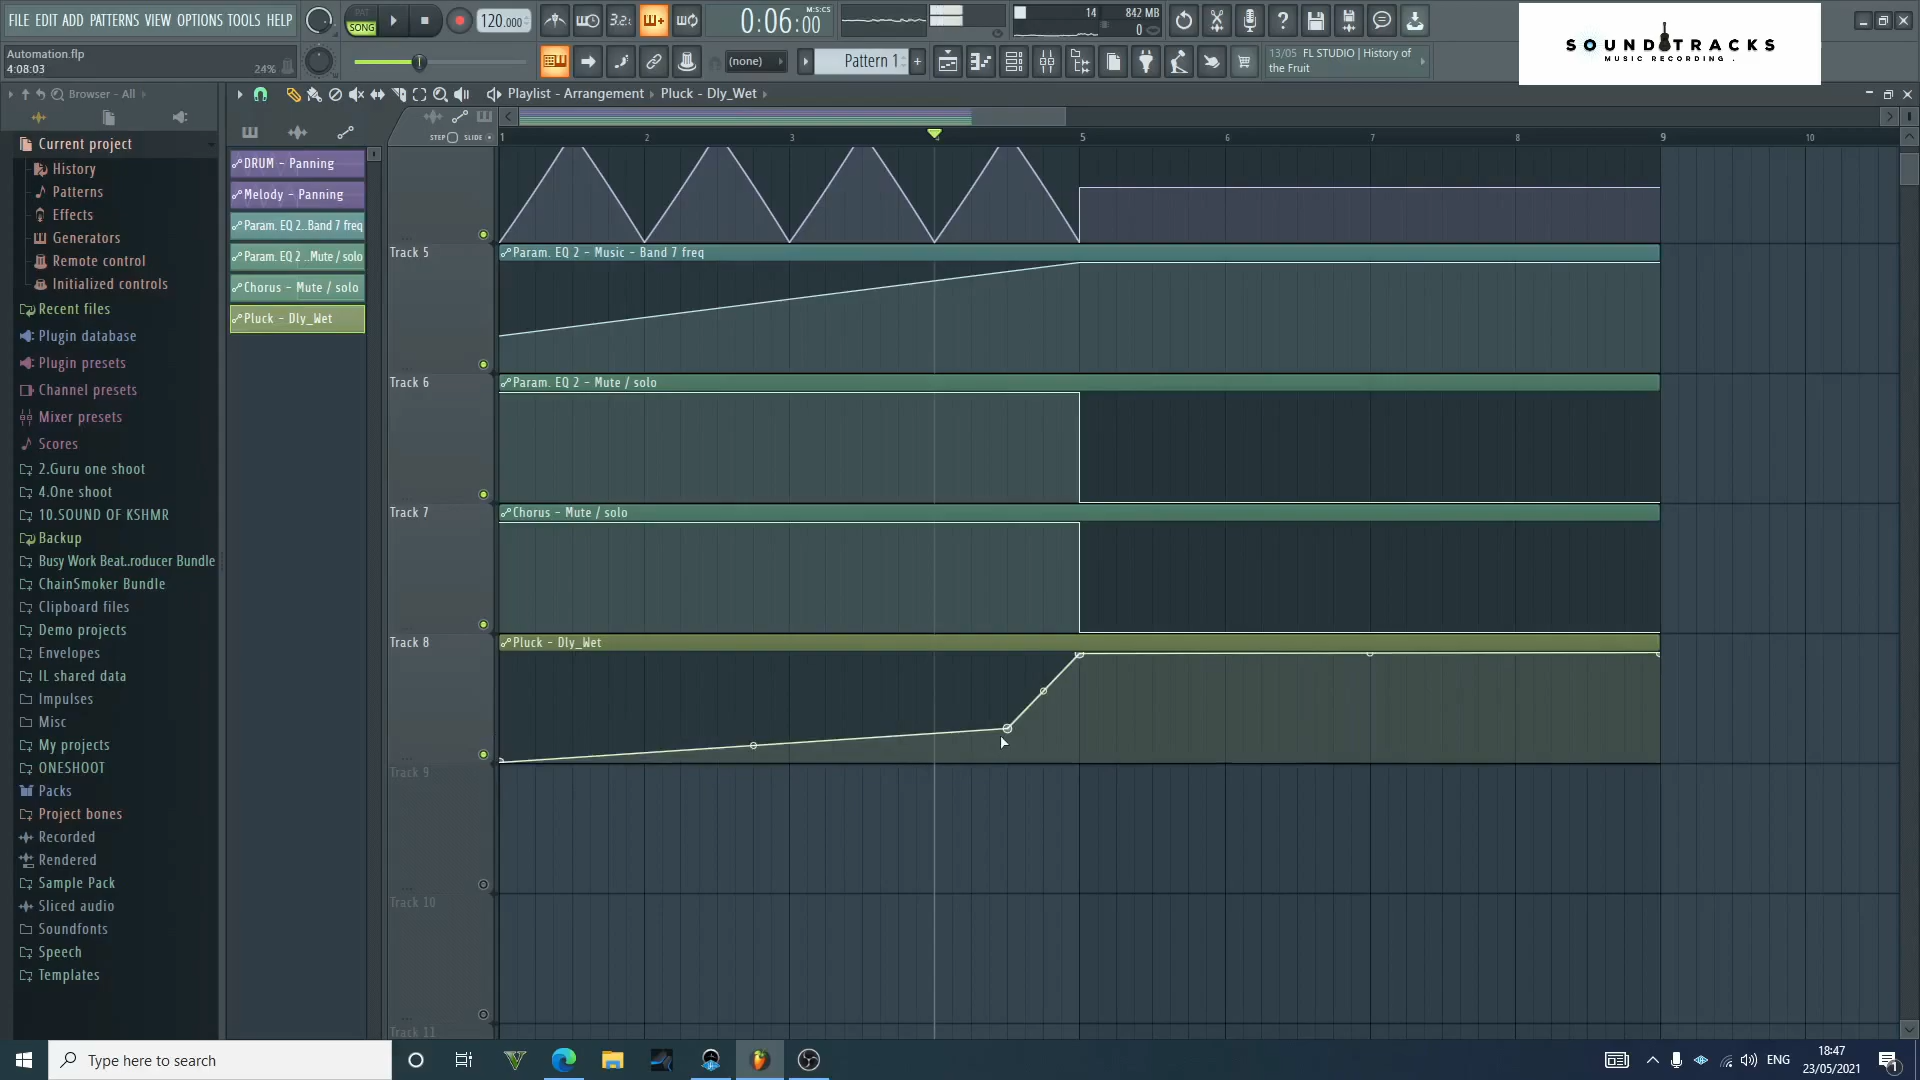 FILE EDIT ADD PATTERNS VIEW OPTIONS TOOLS HELP
PAT
SONG
120.000
3.2
0:06:00
M:S:CS
14
842 MB
0
SOUNDTRACKS
MUSIC RECORDING .
Automation.flp
4:08:03
24%
(none)
Pattern 1
13/05 FL STUDIO | History of
the Fruit
Browser - All
Playlist - Arrangement
Pluck - Dly_Wet
STEP
SLIDE
1
2
3
4
5
6
7
8
9
10
Current project
History
Patterns
Effects
Generators
Remote control
Initialized controls
Recent files
Plugin database
Plugin presets
Channel presets
Mixer presets
Scores
2.Guru one shoot
4.One shoot
10.SOUND OF KSHMR
Backup
Busy Work Beat..roducer Bundle
ChainSmoker Bundle
Clipboard files
Demo projects
Envelopes
IL shared data
Impulses
Misc
My projects
ONESHOOT
Packs
Project bones
Recorded
Rendered
Sample Pack
Sliced audio
Soundfonts
Speech
Templates
DRUM - Panning
Melody - Panning
Param. EQ 2..Band 7 freq
Param. EQ 2 ..Mute / solo
Chorus - Mute / solo
Pluck - Dly_Wet
Track 5
Param. EQ 2 - Music - Band 7 freq
Track 6
Param. EQ 2 - Mute / solo
Track 7
Chorus - Mute / solo
Track 8
Pluck - Dly_Wet
Track 9
Track 10
Track 11
Type here to search
ENG
18:47
23/05/2021
1